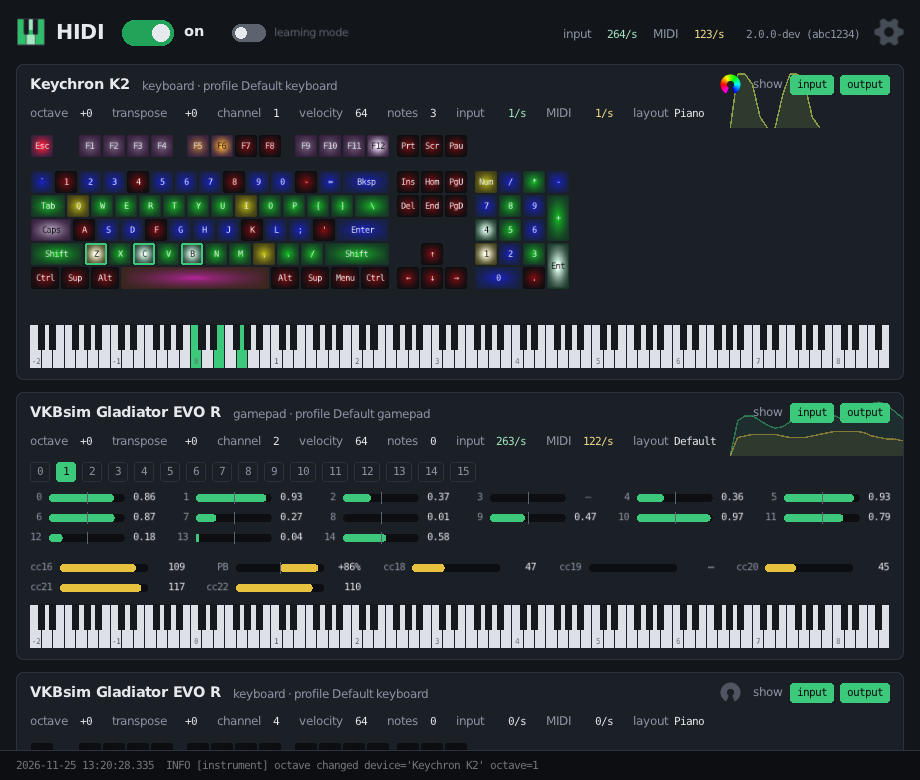 HIDI on learning mode input 264/s MIDI 123/s 2.0.0-dev (abc1234)
Keychron K2 keyboard · profile Default keyboard show input output
octave +0 transpose +0 channel 1 velocity 64 notes 3 input 1/s MIDI 1/s layout Piano
Esc F1 F2 F3 F4 F5 F6 F7 F8 F9 F10 F11 F12 Prt Scr Pau
` 1 2 3 4 5 6 7 8 9 0 - = Bksp Ins Hom PgU Num / * -
Tab Q W E R T Y U I O P [ ] \ Del End PgD 7 8 9 +
Caps A S D F G H J K L ; ' Enter 4 5 6
Shift Z X C V B N M , . / Shift ↑ 1 2 3 Ent
Ctrl Sup Alt Alt Sup Menu Ctrl ← ↓ → 0 .
-2 -1 0 1 2 3 4 5 6 7 8
VKBsim Gladiator EVO R gamepad · profile Default gamepad show input output
octave +0 transpose +0 channel 2 velocity 64 notes 0 input 263/s MIDI 122/s layout Default
0 1 2 3 4 5 6 7 8 9 10 11 12 13 14 15
0 0.86 1 0.93 2 0.37 3 — 4 0.36 5 0.93
6 0.87 7 0.27 8 0.01 9 0.47 10 0.97 11 0.79
12 0.18 13 0.04 14 0.58
cc16 109 PB +86% cc18 47 cc19 — cc20 45
cc21 117 cc22 110
-2 -1 0 1 2 3 4 5 6 7 8
VKBsim Gladiator EVO R keyboard · profile Default keyboard show input output
octave +0 transpose +0 channel 4 velocity 64 notes 0 input 0/s MIDI 0/s layout Piano
2026-11-25 13:20:28.335 INFO [instrument] octave changed device='Keychron K2' octave=1